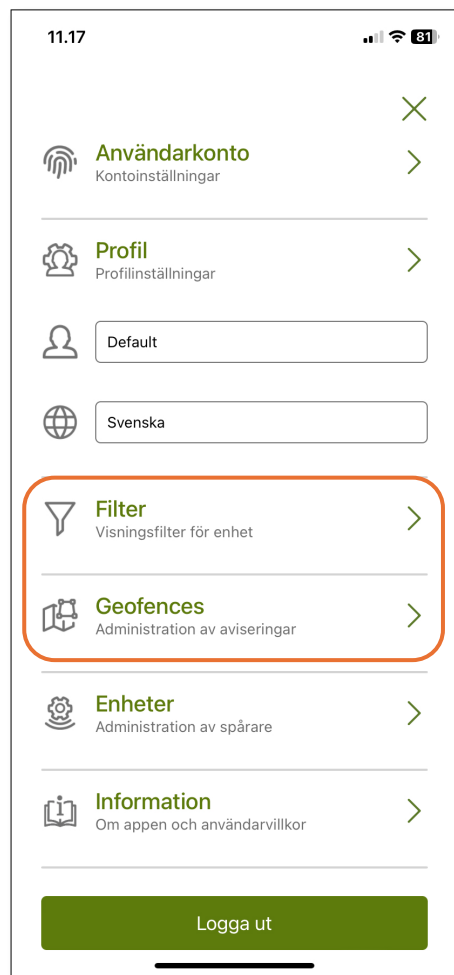 11.17
81
Användarkonto
Kontoinställningar
Profil
Profilinställningar
Default
Svenska
Filter
Visningsfilter för enhet
Geofences
Administration av aviseringar
Enheter
Administration av spårare
Information
Om appen och användarvillkor
Logga ut